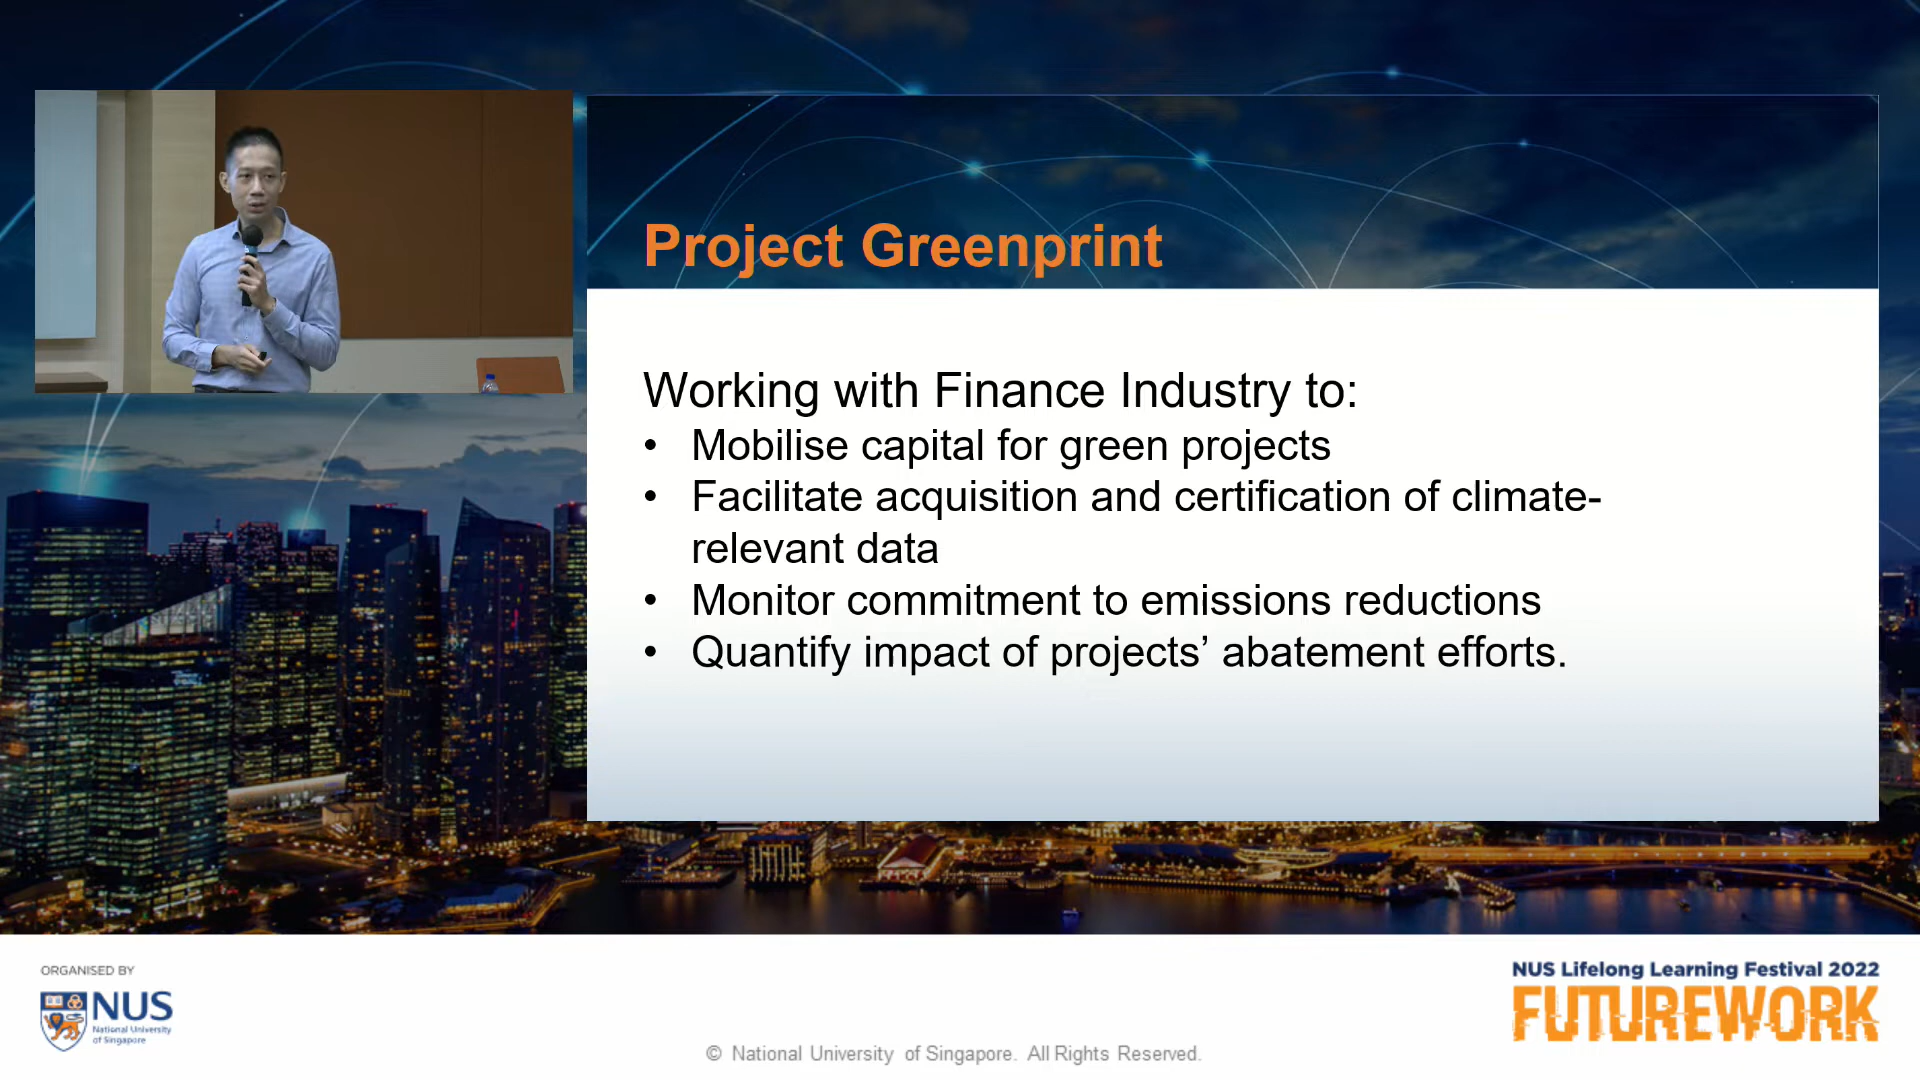 Project Greenprint
Working with Finance Industry to:
• Mobilise capital for green projects
• Facilitate acquisition and certification of climate-
relevant data
• Monitor commitment to emissions reductions
• Quantify impact of projects’ abatement efforts.
ORGANISED BY
NUS
National University
of Singapore
© National University of Singapore. All Rights Reserved.
NUS Lifelong Learning Festival 2022
FUTUREWORK